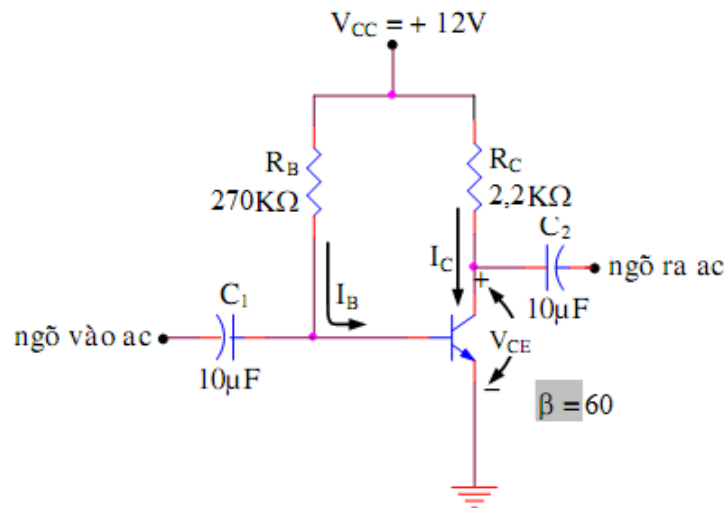 V_CC = + 12V
R_B
270KΩ
R_C
2,2KΩ
C_2
I_C
+
ngõ ra ac
I_B
C_1
10µF
V_CE
ngõ vào ac
10µF
–
β = 60